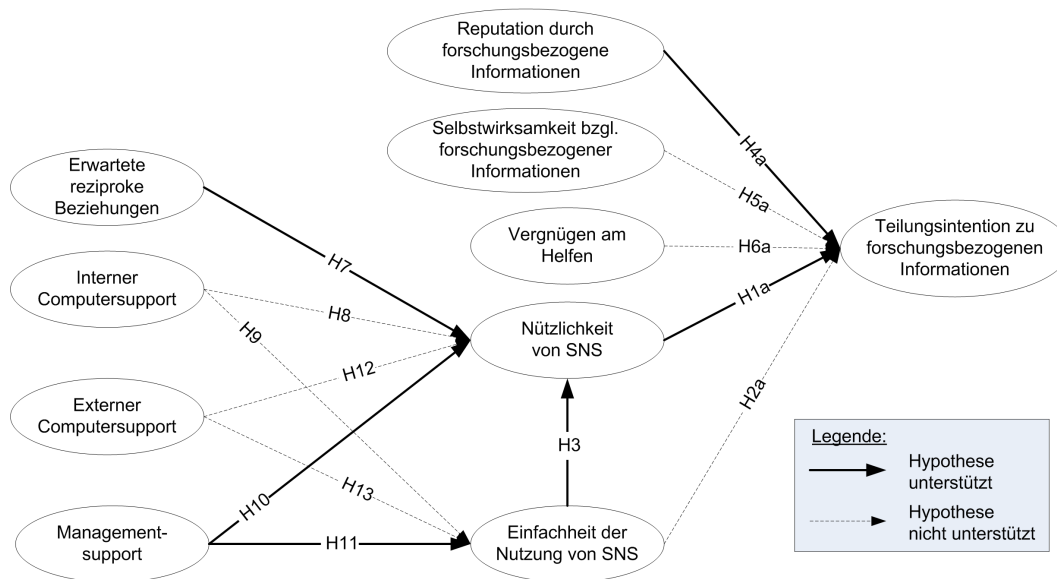 Reputation durch
forschungsbezogene
Informationen
Selbstwirksamkeit bzgl.
forschungsbezogener
Informationen
Erwartete
reziproke
Beziehungen
Vergnügen am
Helfen
Teilungsintention zu
forschungsbezogenen
Informationen
Interner
Computersupport
Nützlichkeit
von SNS
Externer
Computersupport
Management-
support
Einfachheit der
Nutzung von SNS
H4a
H5a
H6a
H1a
H2a
H7
H8
H9
H12
H3
H13
H10
H11
Legende:
Hypothese
unterstützt
Hypothese
nicht unterstützt